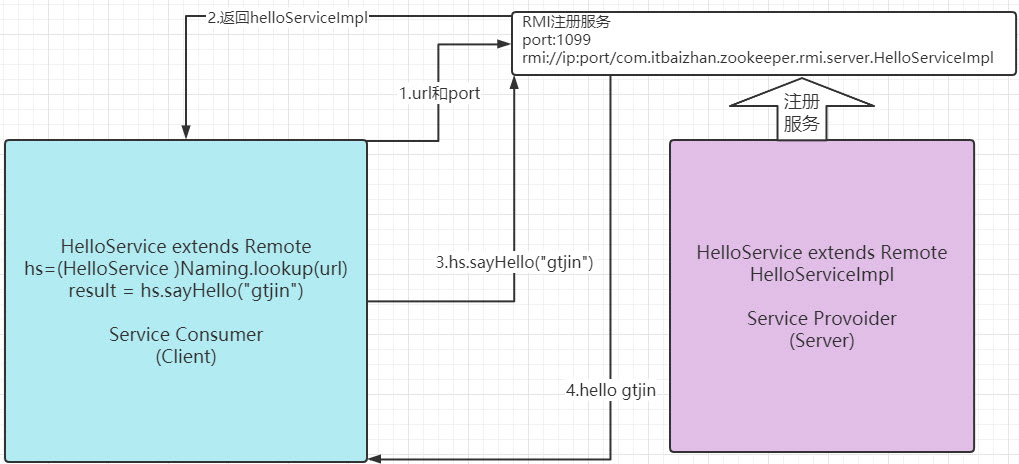 2.返回helloServiceImpl
RMI注册服务
port:1099
rmi://ip:port/com.itbaizhan.zookeeper.rmi.server.HelloServiceImpl
1.url和port
注册
服务
HelloService extends Remote
hs=(HelloService )Naming.lookup(url)
result = hs.sayHello("gtjin")
Service Consumer
(Client)
3.hs.sayHello("gtjin")
HelloService extends Remote
HelloServiceImpl
Service Provoider
(Server)
4.hello gtjin